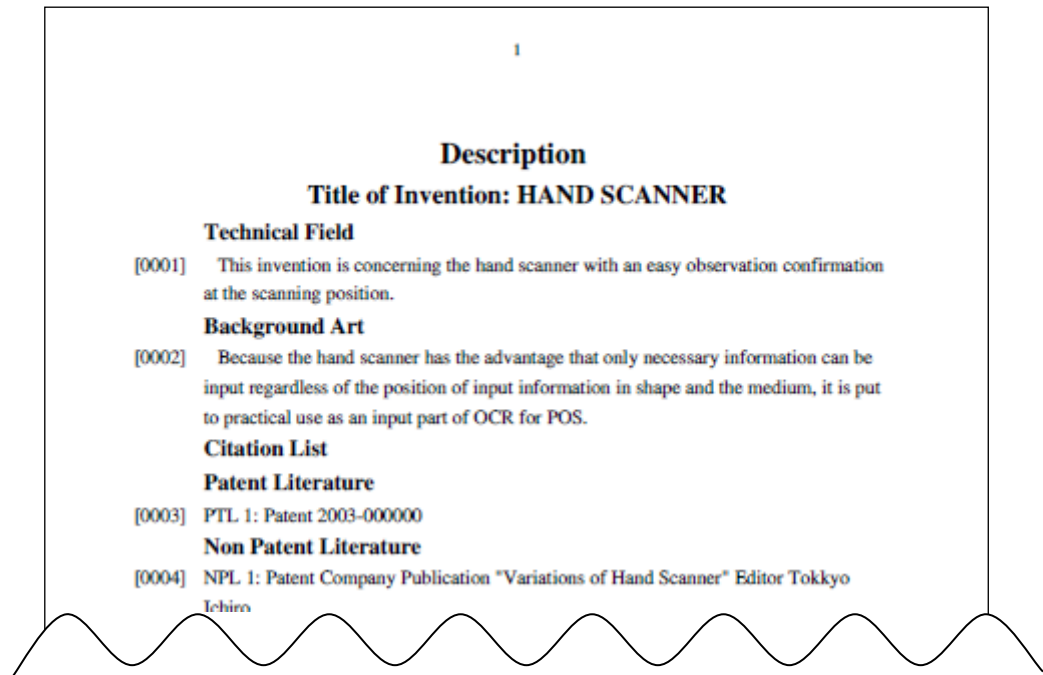 1
Description
Title of Invention: HAND SCANNER
Technical Field
[0001] This invention is concerning the hand scanner with an easy observation confirmation
at the scanning position.
Background Art
[0002] Because the hand scanner has the advantage that only necessary information can be
input regardless of the position of input information in shape and the medium, it is put
to practical use as an input part of OCR for POS.
Citation List
Patent Literature
[0003] PTL 1: Patent 2003-000000
Non Patent Literature
[0004] NPL 1: Patent Company Publication "Variations of Hand Scanner" Editor Tokkyo
Ichiro